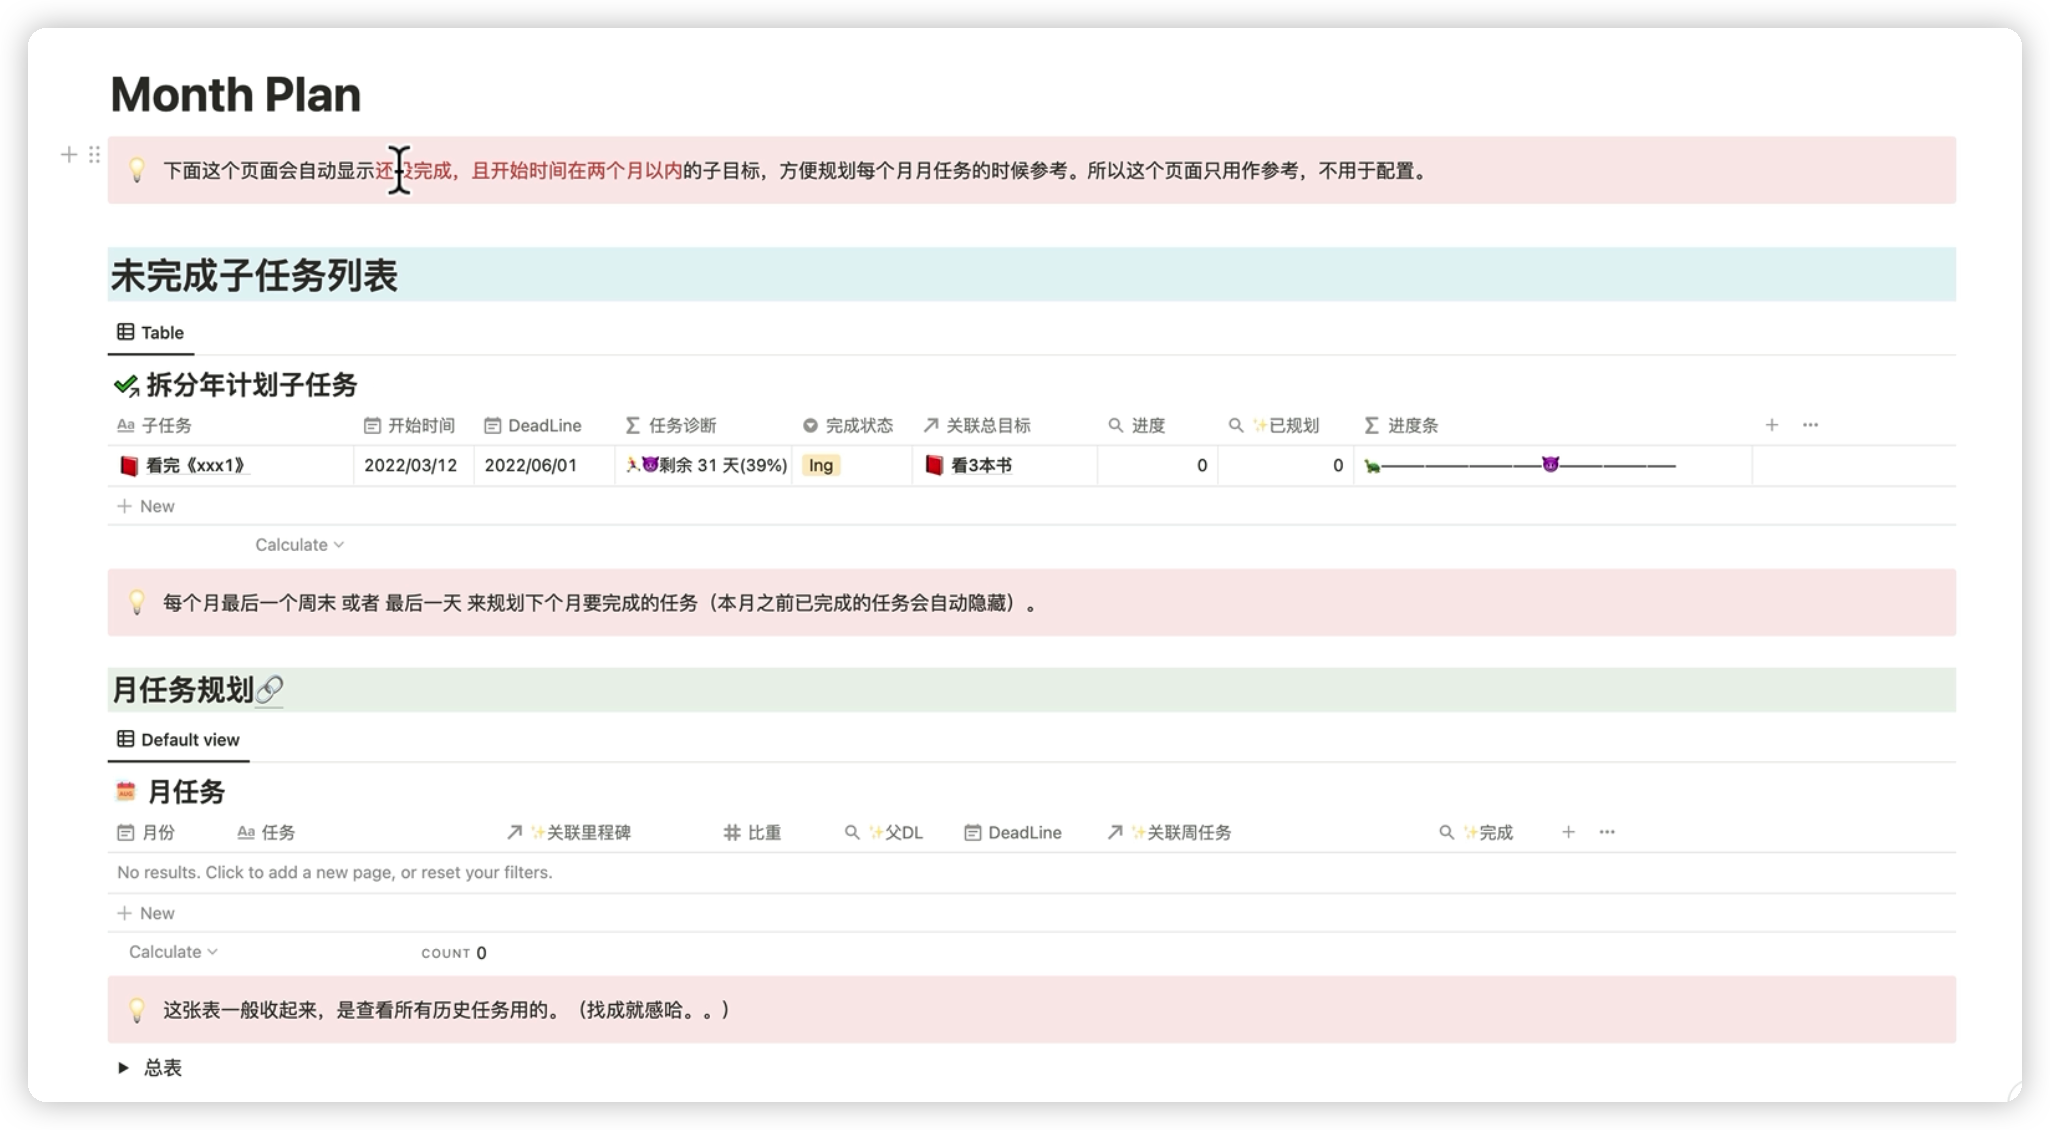 Month Plan
下面这个页面会自动显示还没完成，且开始时间在两个月以内的子目标，方便规划每个月月任务的时候参考。所以这个页面只用作参考，不用于配置。
未完成子任务列表
Table
拆分年计划子任务
Aa 子任务 开始时间 DeadLine 任务诊断 完成状态 关联总目标 进度 ✨已规划 进度条
看完《xxx1》 2022/03/12 2022/06/01 🏃😈剩余 31 天(39%) Ing 看3本书 0 0 🐢————————😈——————
+ New
Calculate
每个月最后一个周末 或者 最后一天 来规划下个月要完成的任务（本月之前已完成的任务会自动隐藏）。
月任务规划🔗
Default view
月任务
月份 Aa 任务 ✨关联里程碑 # 比重 ✨父DL DeadLine ✨关联周任务 ✨完成
No results. Click to add a new page, or reset your filters.
+ New
Calculate COUNT 0
这张表一般收起来，是查看所有历史任务用的。（找成就感哈。。）
总表